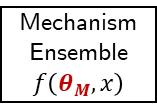 Mechanism
Ensemble
f(θ_M, x)